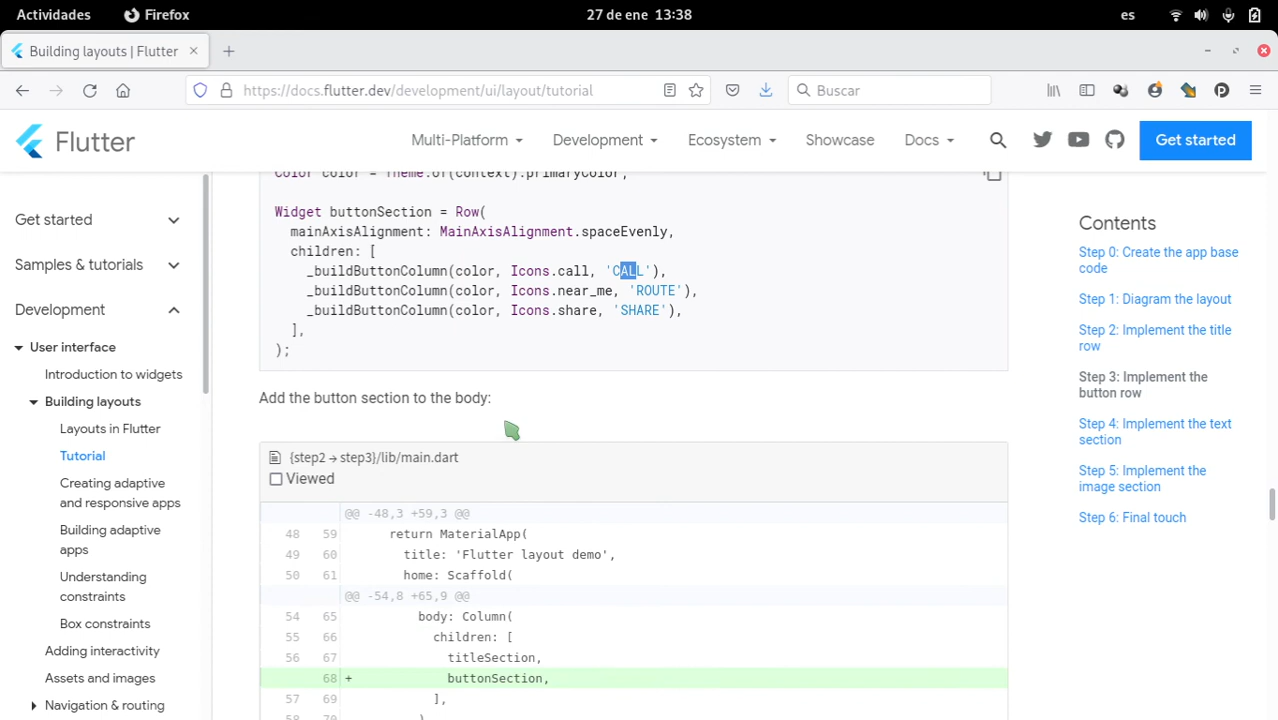 Actividades Firefox 27 de ene 13:38 es
Building layouts | Flutter
https://docs.flutter.dev/development/ui/layout/tutorial Buscar
Flutter Multi-Platform Development Ecosystem Showcase Docs Get started
Get started
Samples & tutorials
Development
User interface
Introduction to widgets
Building layouts
Layouts in Flutter
Tutorial
Creating adaptive
and responsive apps
Building adaptive
apps
Understanding
constraints
Box constraints
Adding interactivity
Assets and images
Navigation & routing
Color color = Theme.of(context).primaryColor;
Widget buttonSection = Row(
mainAxisAlignment: MainAxisAlignment.spaceEvenly,
children: [
_buildButtonColumn(color, Icons.call, 'CALL'),
_buildButtonColumn(color, Icons.near_me, 'ROUTE'),
_buildButtonColumn(color, Icons.share, 'SHARE'),
],
);
Add the button section to the body:
{step2 → step3}/lib/main.dart
Viewed
@@ -48,3 +59,3 @@
48 59 return MaterialApp(
49 60 title: 'Flutter layout demo',
50 61 home: Scaffold(
@@ -54,8 +65,9 @@
54 65 body: Column(
55 66 children: [
56 67 titleSection,
68 + buttonSection,
57 69 ],
58 70 )
Contents
Step 0: Create the app base
code
Step 1: Diagram the layout
Step 2: Implement the title
row
Step 3: Implement the
button row
Step 4: Implement the text
section
Step 5: Implement the
image section
Step 6: Final touch